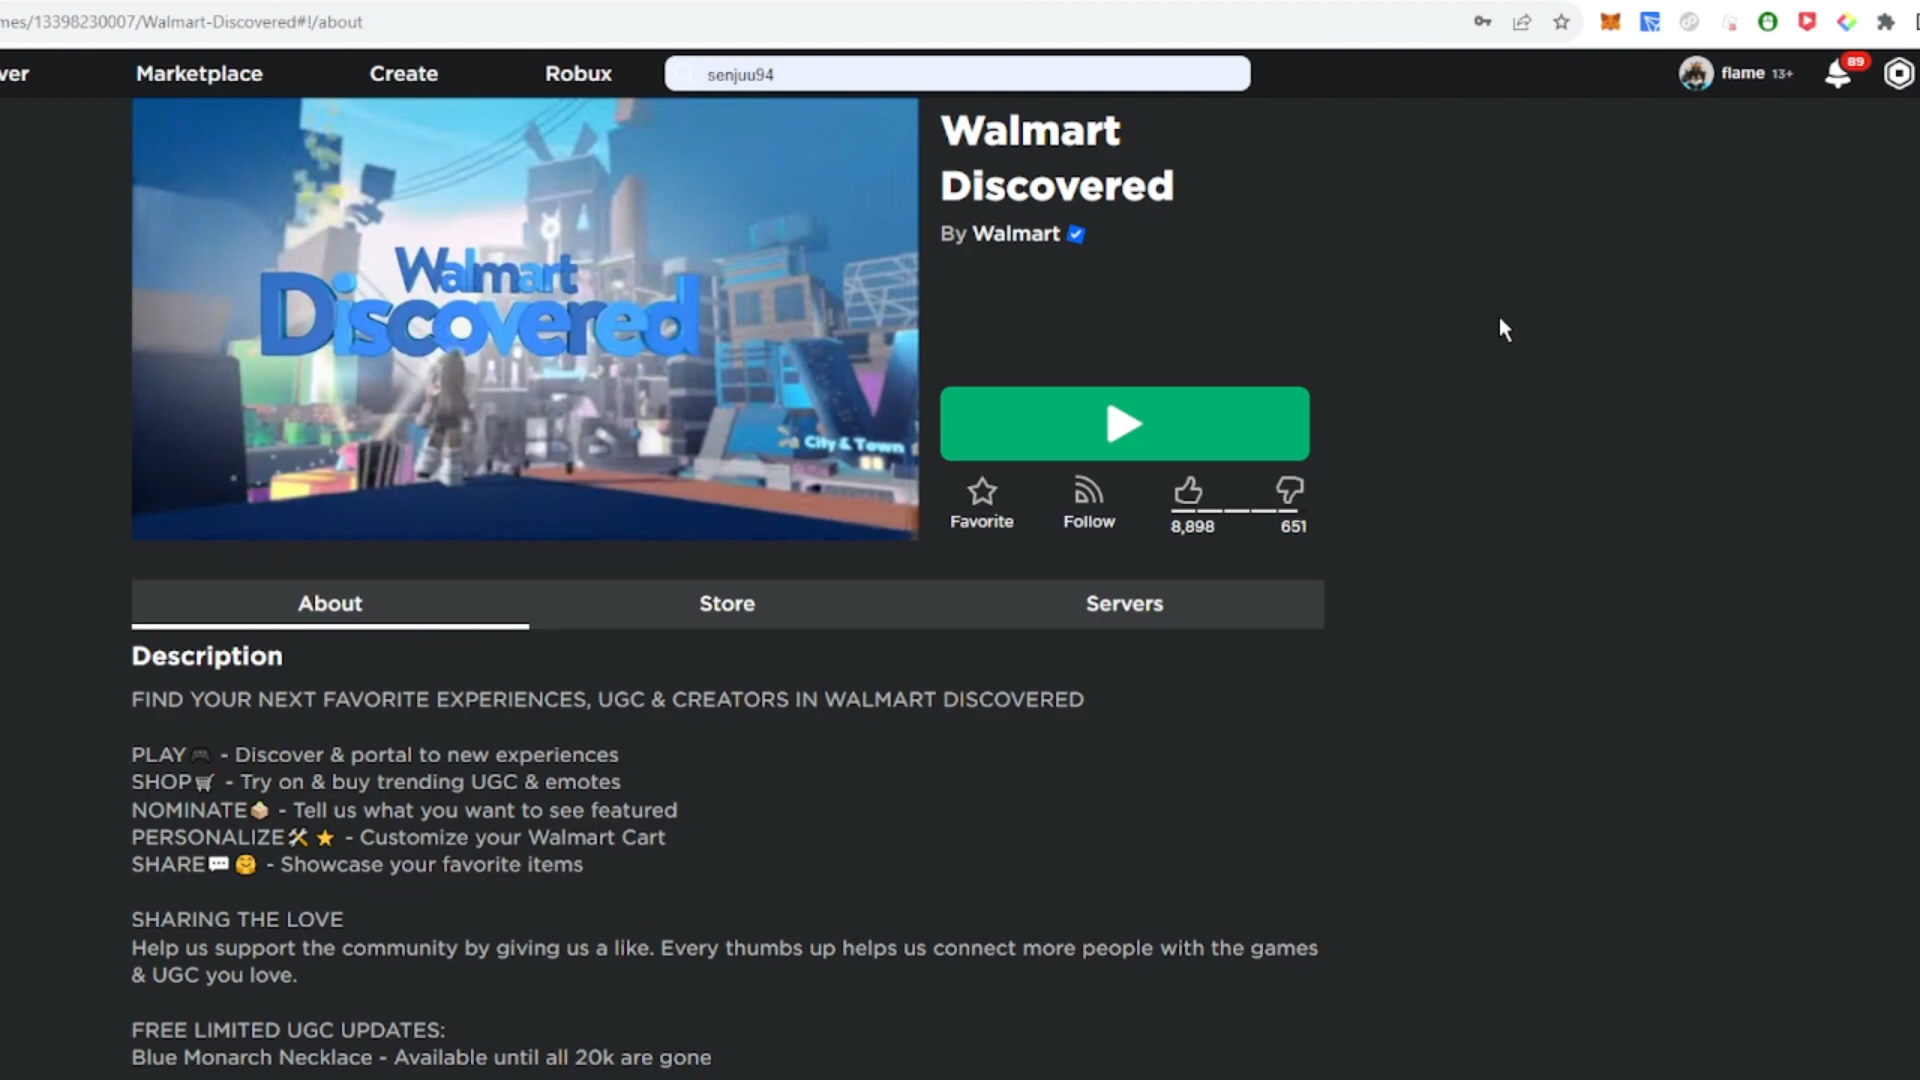 mes/13398230007/Walmart-Discovered#!/about
ver Marketplace Create Robux senjuu94 flame 13+ 89
Walmart
Discovered
City & Town
Walmart
Discovered
By Walmart
Favorite Follow 8,898 651
About Store Servers
Description
FIND YOUR NEXT FAVORITE EXPERIENCES, UGC & CREATORS IN WALMART DISCOVERED
PLAY🎮 - Discover & portal to new experiences
SHOP🛒 - Try on & buy trending UGC & emotes
NOMINATE🗳️ - Tell us what you want to see featured
PERSONALIZE🛠️⭐ - Customize your Walmart Cart
SHARE💬🤗 - Showcase your favorite items
SHARING THE LOVE
Help us support the community by giving us a like. Every thumbs up helps us connect more people with the games
& UGC you love.
FREE LIMITED UGC UPDATES:
Blue Monarch Necklace - Available until all 20k are gone